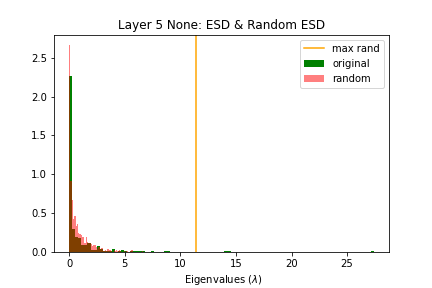 Layer 5 None: ESD & Random ESD
max rand
original
random
2.5
2.0
1.5
1.0
0.5
0.0
0 5 10 15 20 25
Eigenvalues (λ)